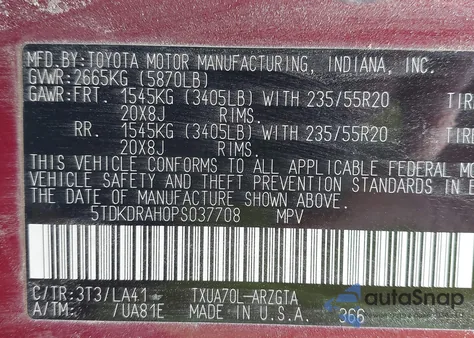 MFD.BY:TOYOTA MOTOR MANUFACTURING, INDIANA, INC.
GVWR:2665KG (5870LB)
GAWR:FRT. 1545KG (3405LB) WITH 235/55R20 TIR
20X8J RIMS.
RR. 1545KG (3405LB) WITH 235/55R20 TIR
20X8J RIMS.
THIS VEHICLE CONFORMS TO ALL APPLICABLE FEDERAL MO
VEHICLE SAFETY AND THEFT PREVENTION STANDARDS IN E
THE DATE OF MANUFACTURE SHOWN ABOVE.
5TDKDRAH0PS037708 MPV
C/TR:3T3/LA41 TXUA70L-ARZGTA
A/TM: /UA81E MADE IN U.S.A. 366
autoSnap